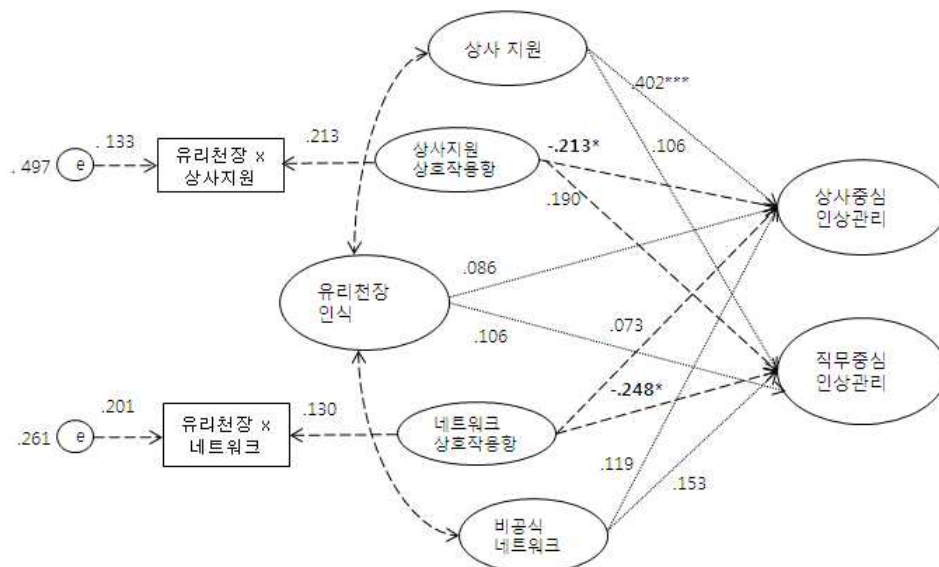 상사 지원
.402***
.133
.213
-.213*
.106
.497
e
유리천장 x
상사지원
상사지원
상호작용항
.190
상사중심
인상관리
.086
유리천장
인식
.106
.073
직무중심
인상관리
-.248*
.201
.130
.261
e
유리천장 x
네트워크
네트워크
상호작용항
.119
.153
비공식
네트워크